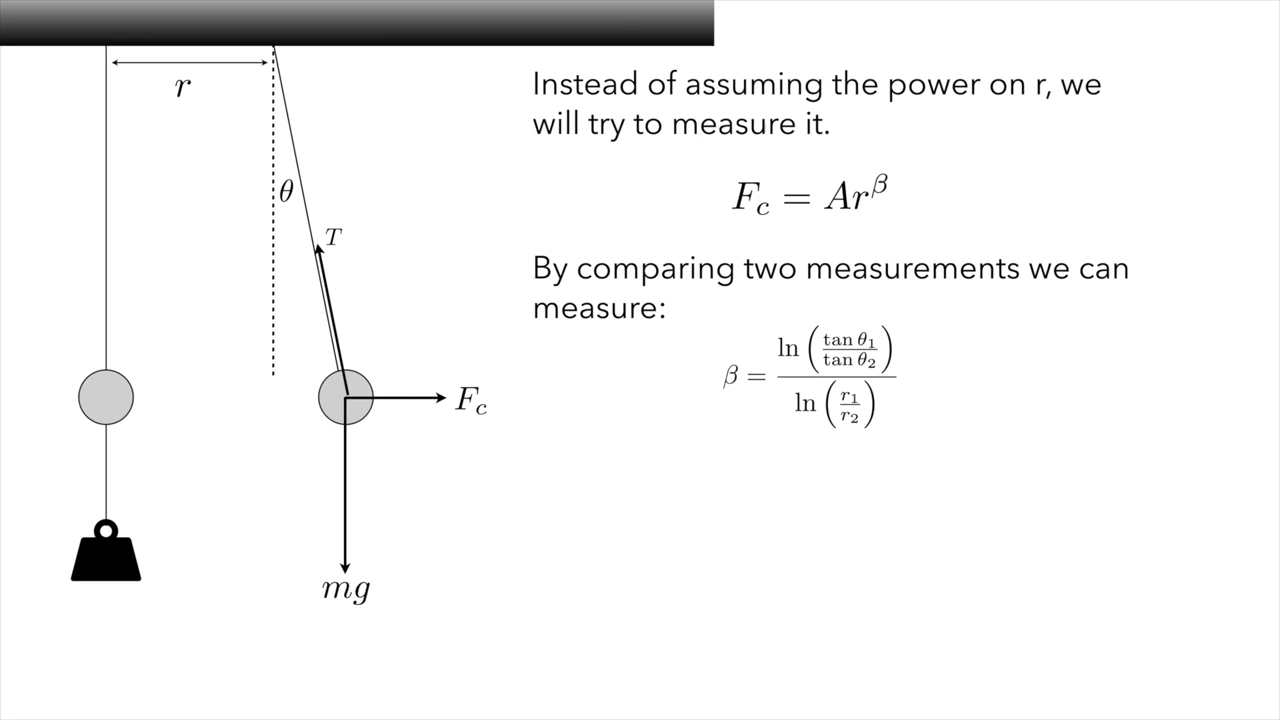 r
Instead of assuming the power on r, we
will try to measure it.
θ
F_c = Ar^β
T
By comparing two measurements we can
measure:
β = ln(tan θ₁ / tan θ₂) / ln(r₁ / r₂)
F_c
mg